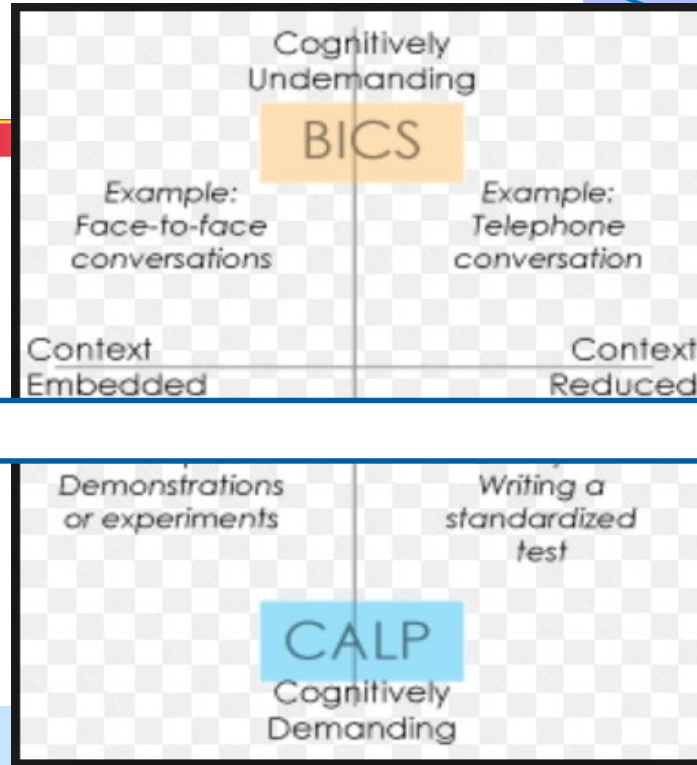 Cognitively
Undemanding
BICS
Example:
Face-to-face
conversations
Example:
Telephone
conversation
Context
Embedded
Context
Reduced
Demonstrations
or experiments
Writing a
standardized
test
CALP
Cognitively
Demanding